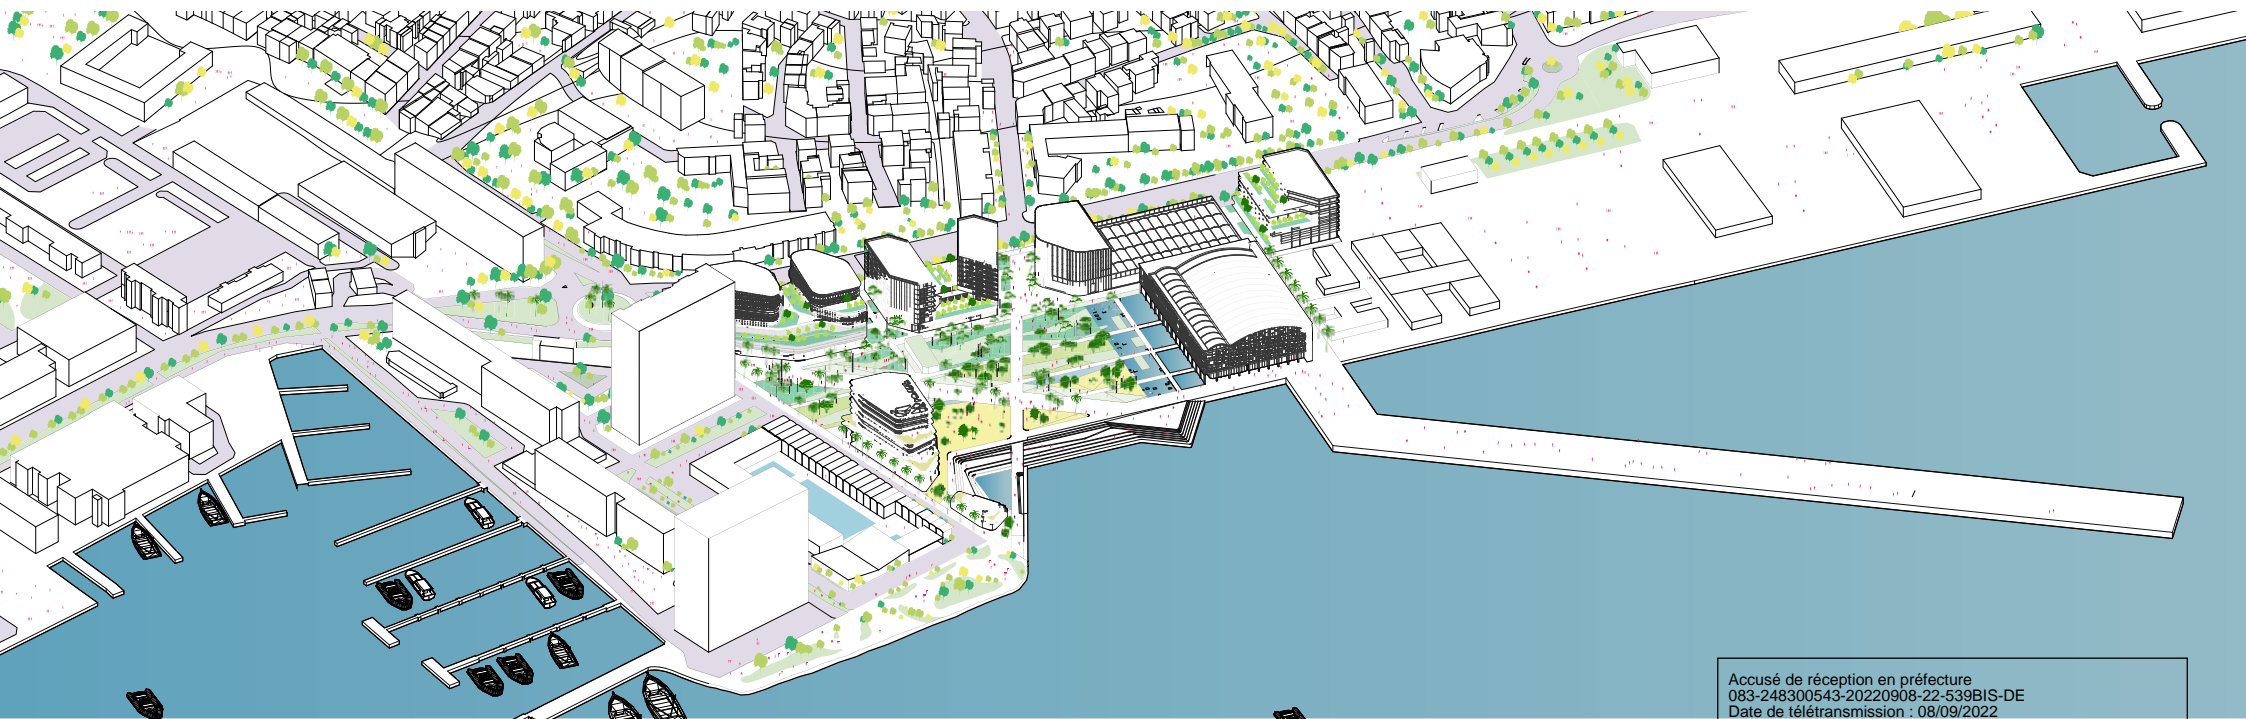 Accusé de réception en préfecture
083-248300543-20220908-22-539BIS-DE
Date de télétransmission : 08/09/2022